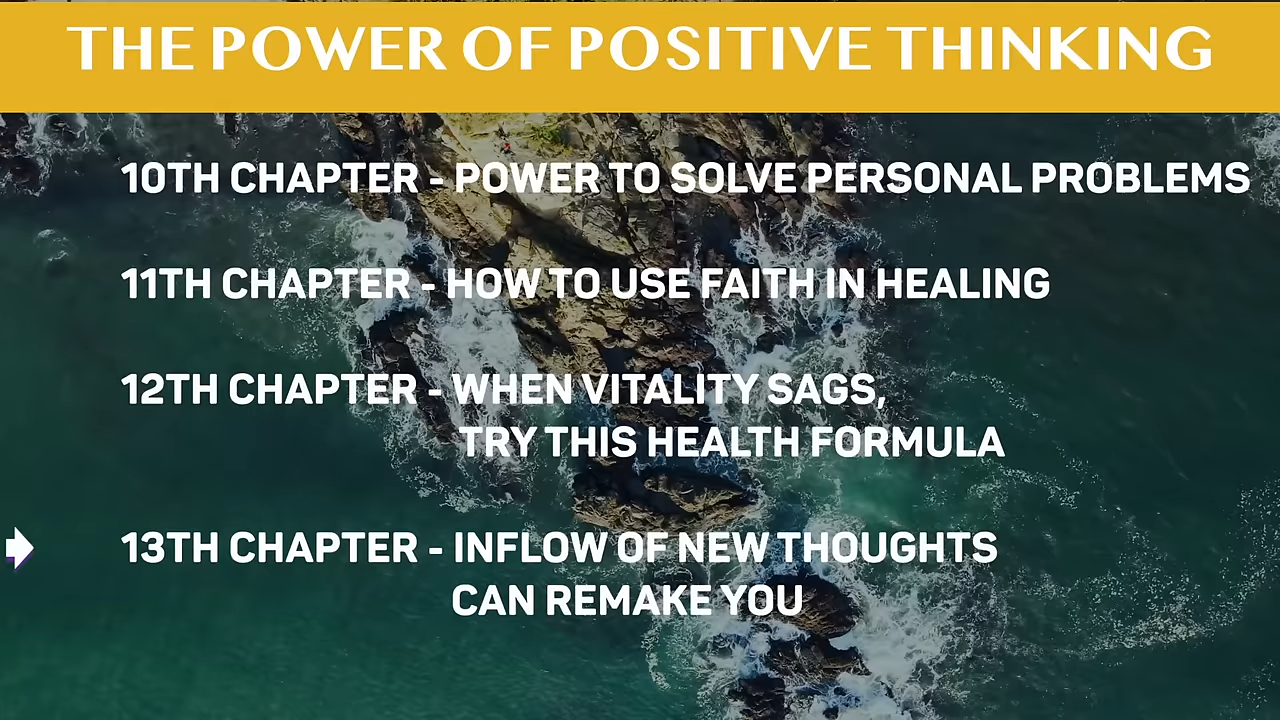 THE POWER OF POSITIVE THINKING
10TH CHAPTER - POWER TO SOLVE PERSONAL PROBLEMS
11TH CHAPTER - HOW TO USE FAITH IN HEALING
12TH CHAPTER - WHEN VITALITY SAGS,
TRY THIS HEALTH FORMULA
13TH CHAPTER - INFLOW OF NEW THOUGHTS
CAN REMAKE YOU